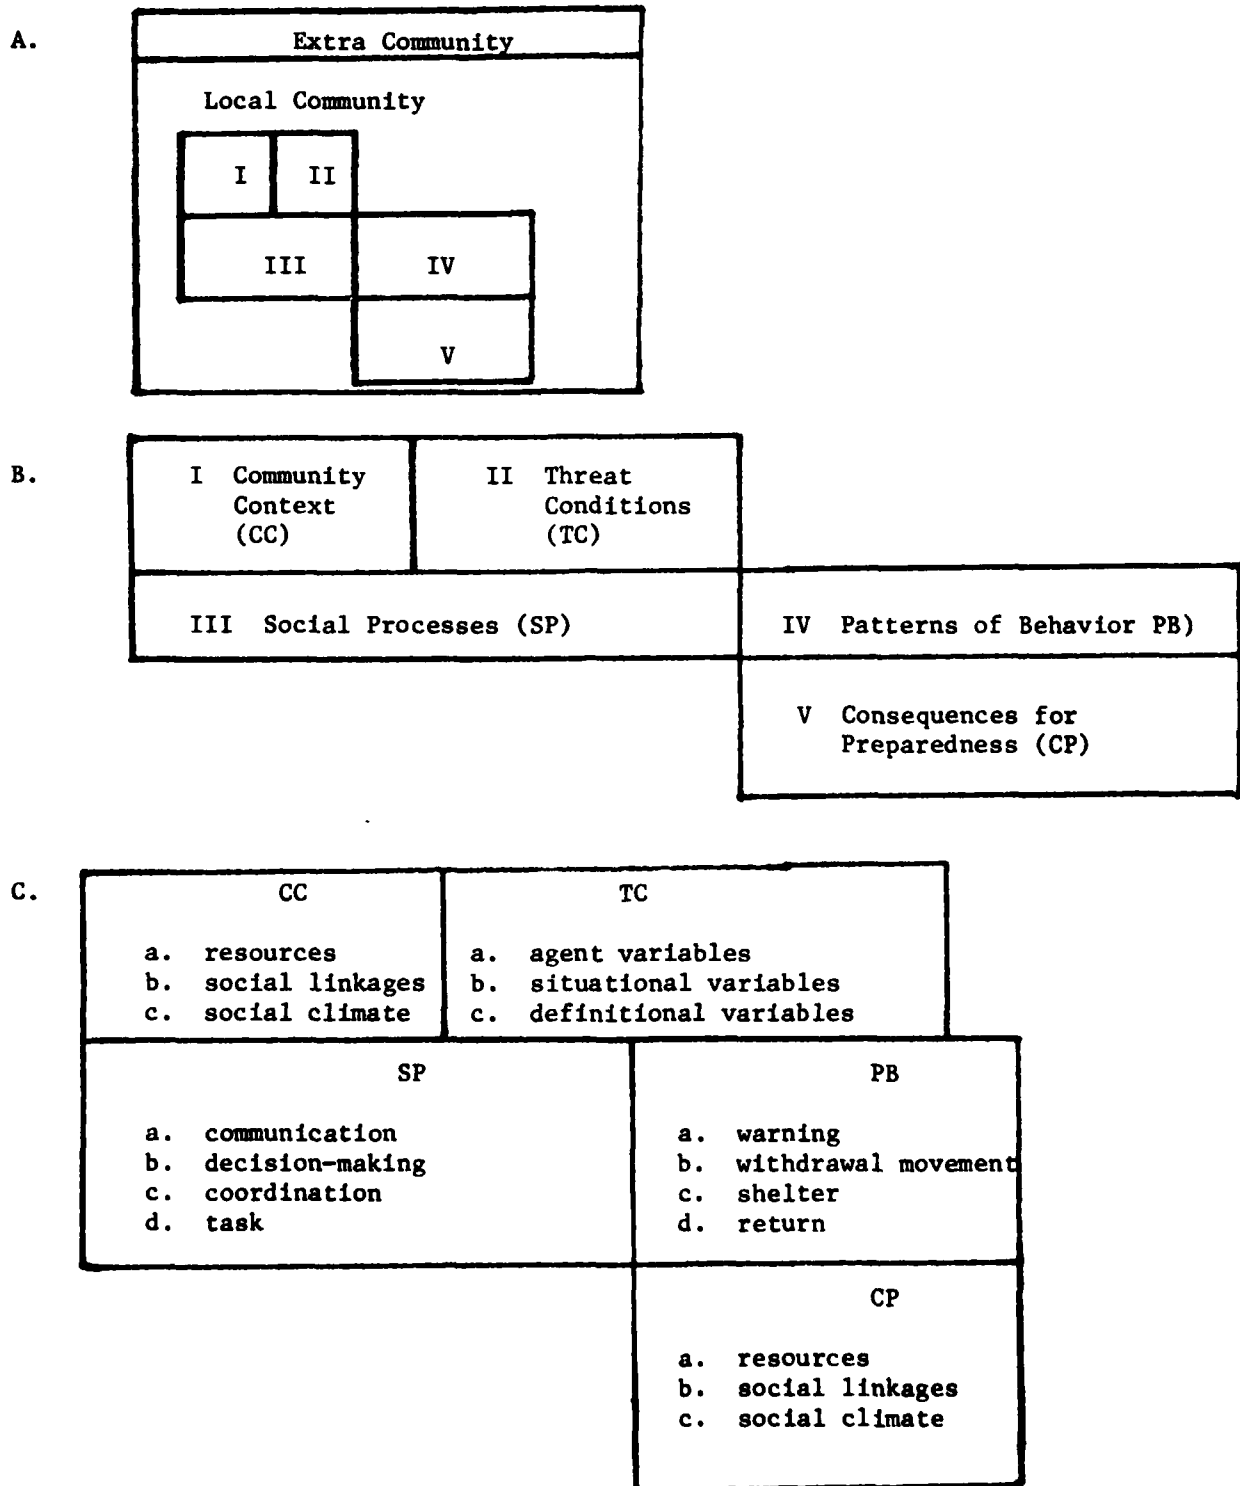 A.
Extra Community
Local Community
I II
III IV
V
B.
I Community Context (CC)
II Threat Conditions (TC)
III Social Processes (SP)
IV Patterns of Behavior PB)
V Consequences for
Preparedness (CP)
C.
CC
a. resources
b. social linkages
c. social climate
TC
a. agent variables
b. situational variables
c. definitional variables
SP
a. communication
b. decision-making
c. coordination
d. task
PB
a. warning
b. withdrawal movement
c. shelter
d. return
CP
a. resources
b. social linkages
c. social climate